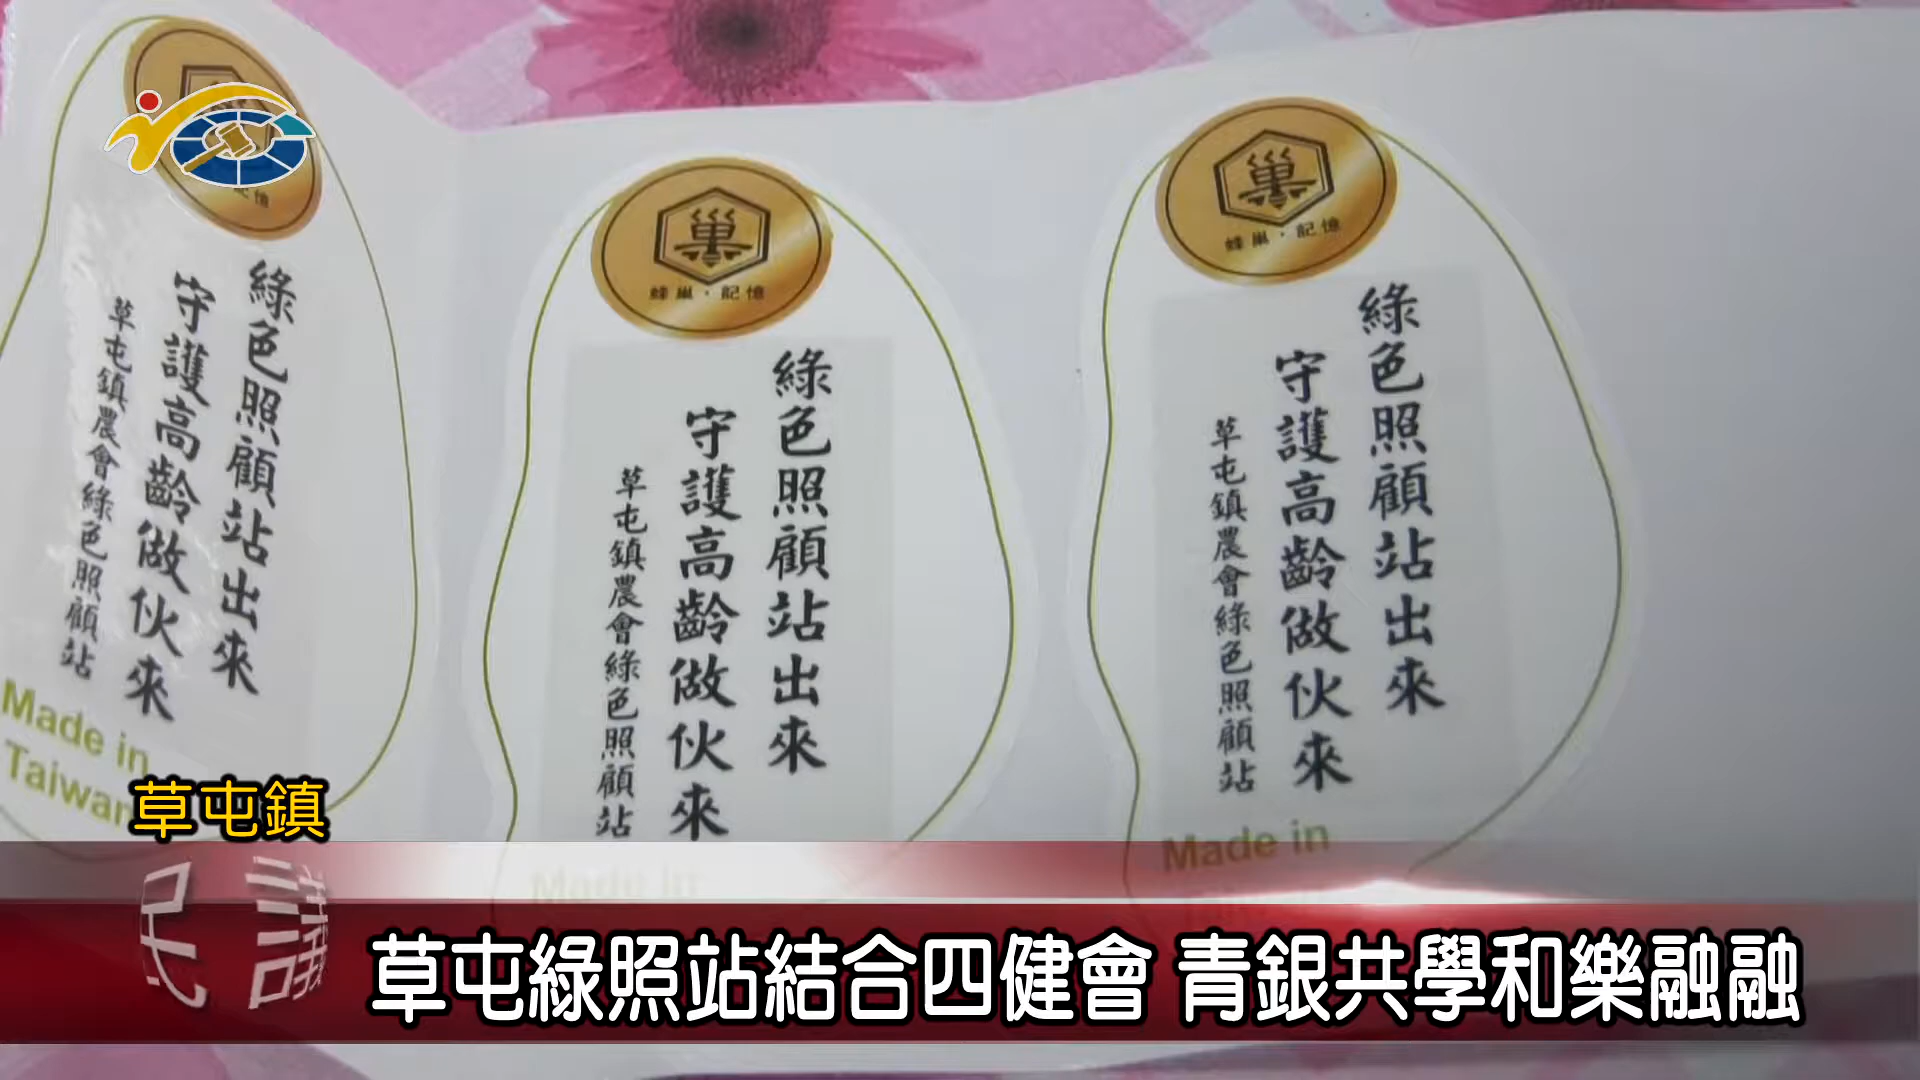 憶
綠色照顧站出來
守護高齡做伙來
草屯鎮農會綠色照顧站
Made in
Taiwan
巢
蜂巢·記憶
綠色照顧站出來
守護高齡做伙來
草屯鎮農會綠色照顧站
Made in
巢
蜂巢·記憶
綠色照顧站出來
守護高齡做伙來
草屯鎮農會綠色照顧站
Made in
草屯鎮
民議
草屯綠照站結合四健會 青銀共學和樂融融